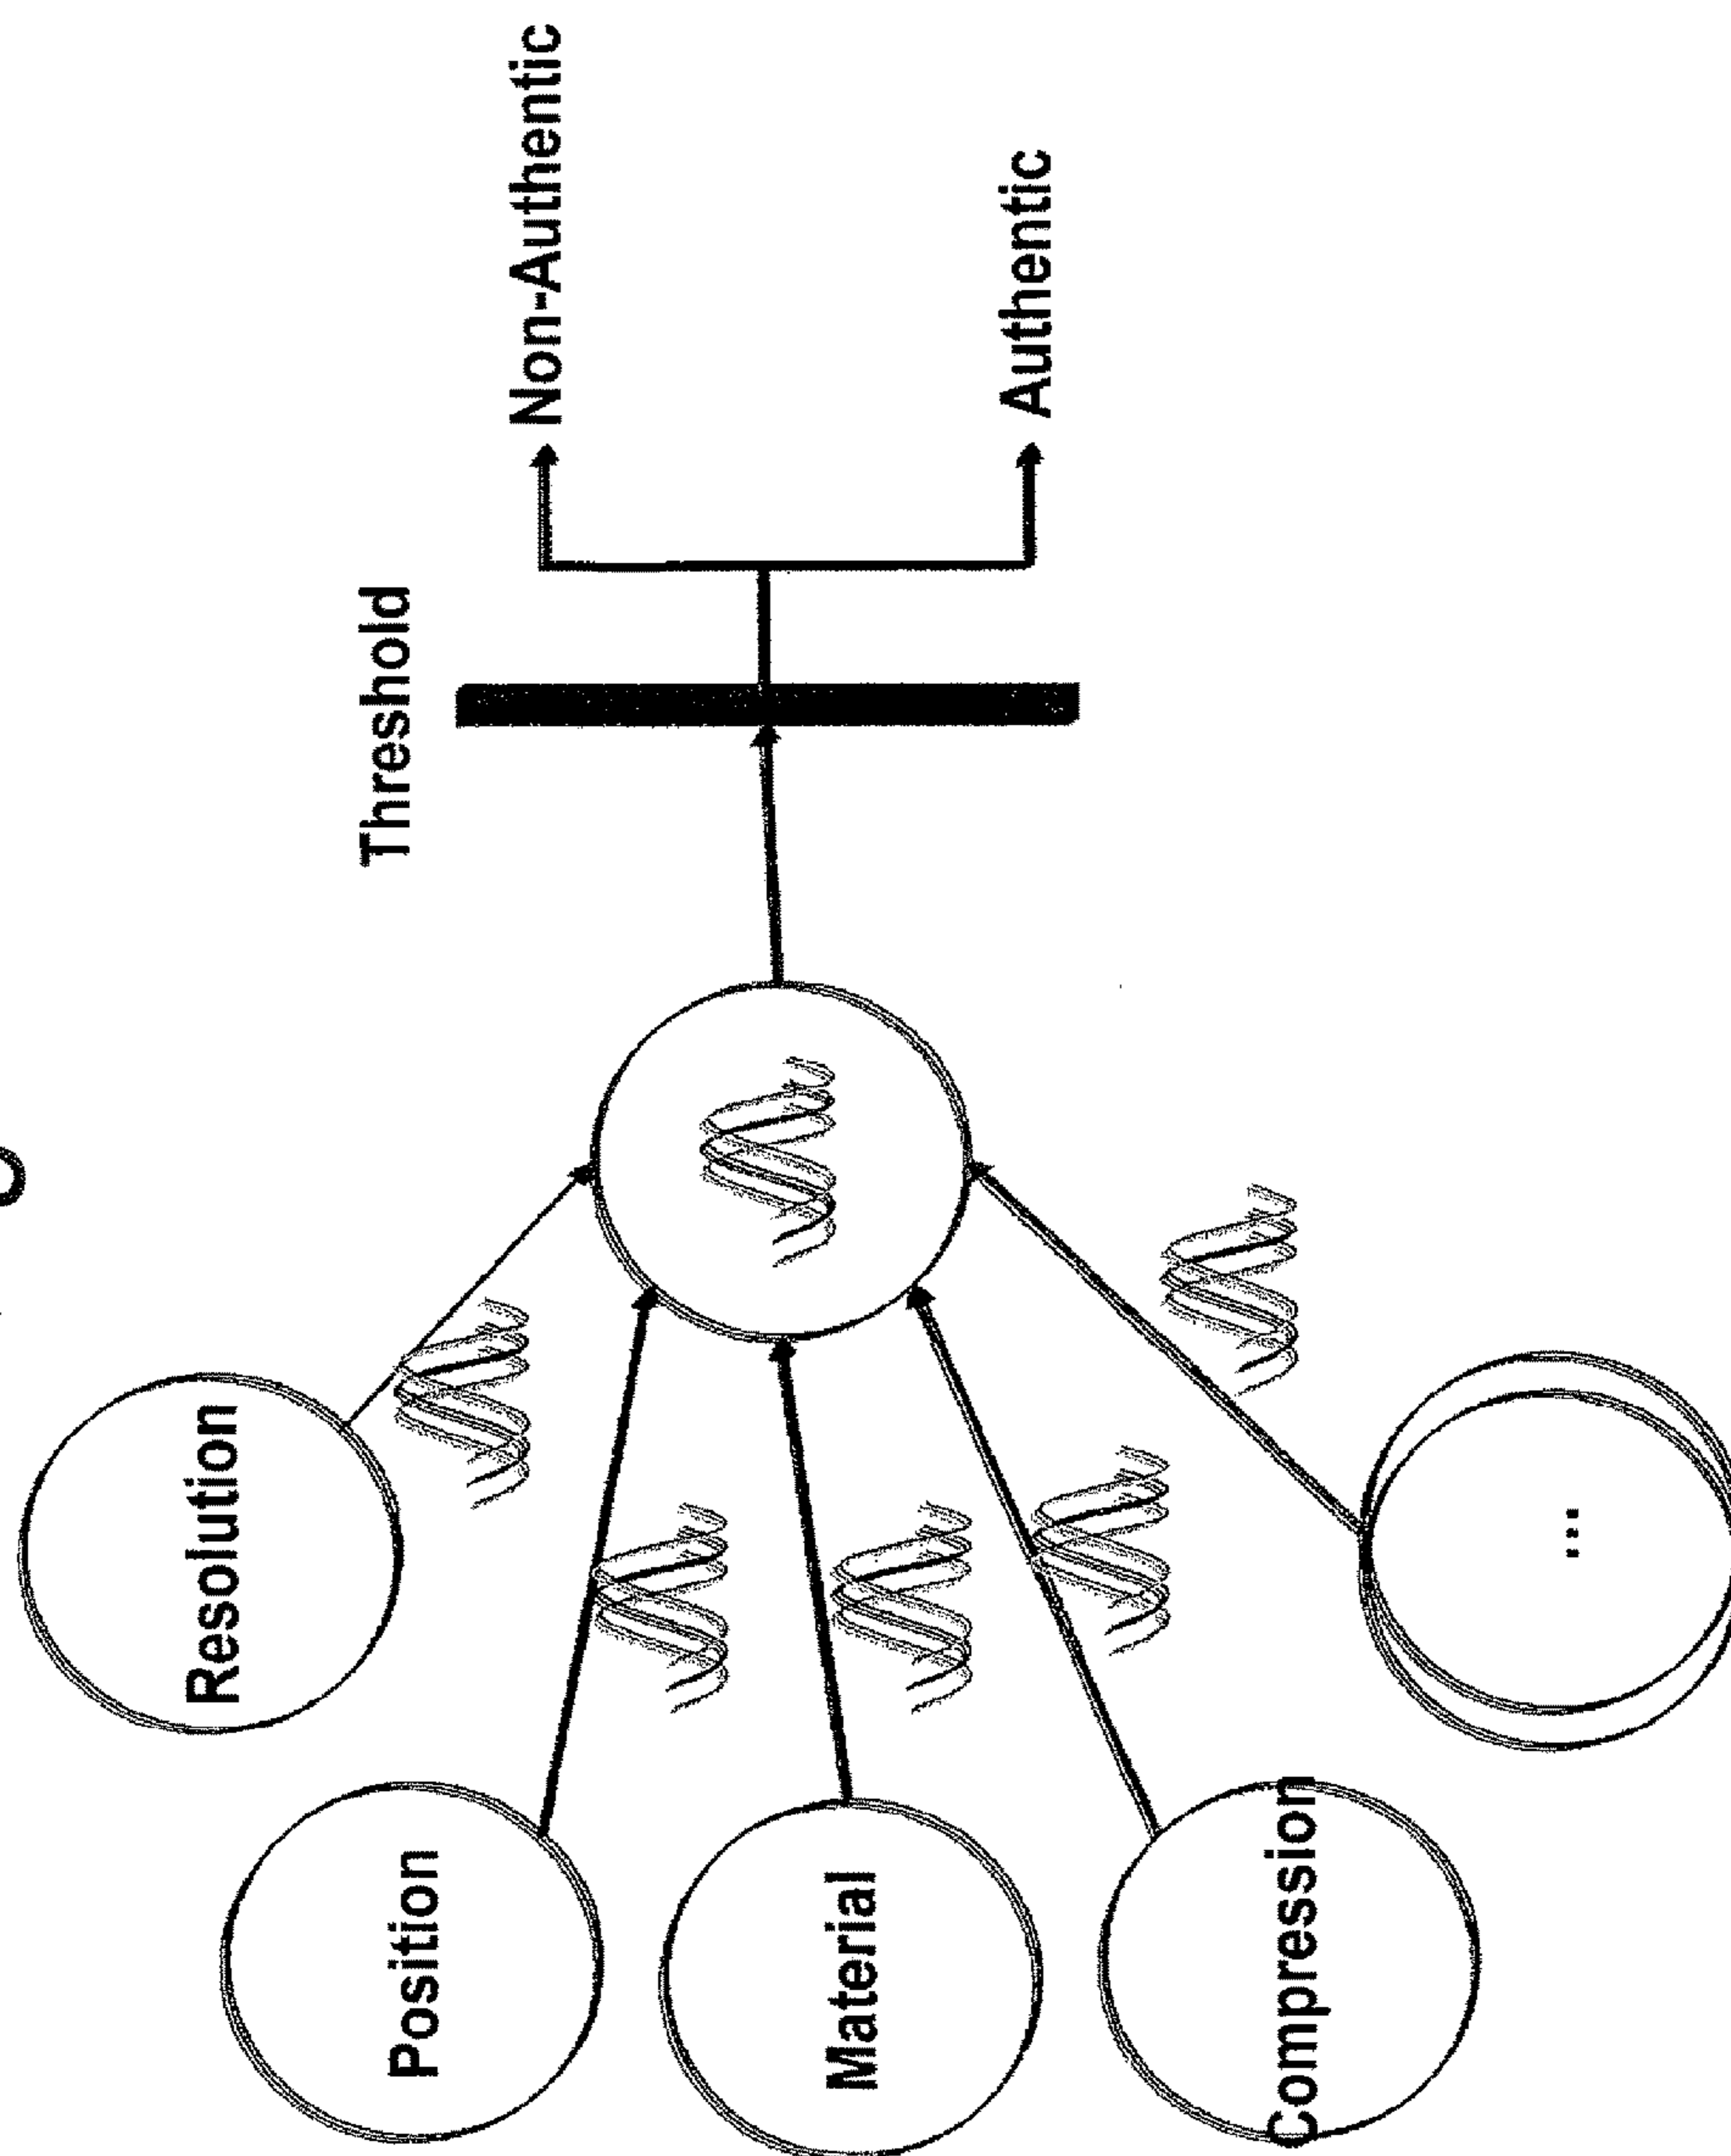 Resolution
Threshold
Position
Non-Authentic
Material
Authentic
Compression
...